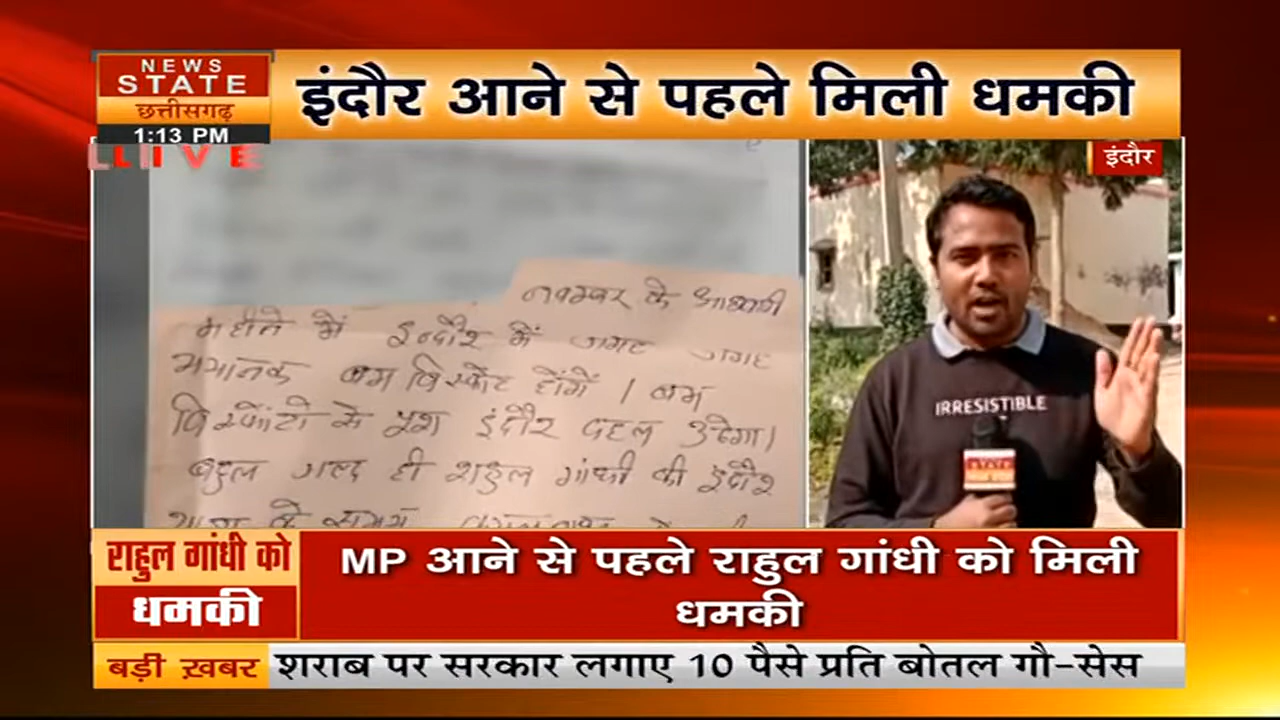 NEWS
STATE
छत्तीसगढ़
1:13 PM
LIVE
इंदौर आने से पहले मिली धमकी
इंदौर
नवम्बर के आखरी
महीने में इन्दौर में जगह जगह
भयानक बम विस्फोट होंगें । बम
विस्फोटो से पूरा इंदौर दहल उठेगा।
बहुत जल्द ही राहुल गांधी की इंदौर
के समय
IRRESISTIBLE
STATE
राहुल गांधी को
धमकी
MP आने से पहले राहुल गांधी को मिली
धमकी
बड़ी ख़बर
शराब पर सरकार लगाए 10 पैसे प्रति बोतल गौ-सेस